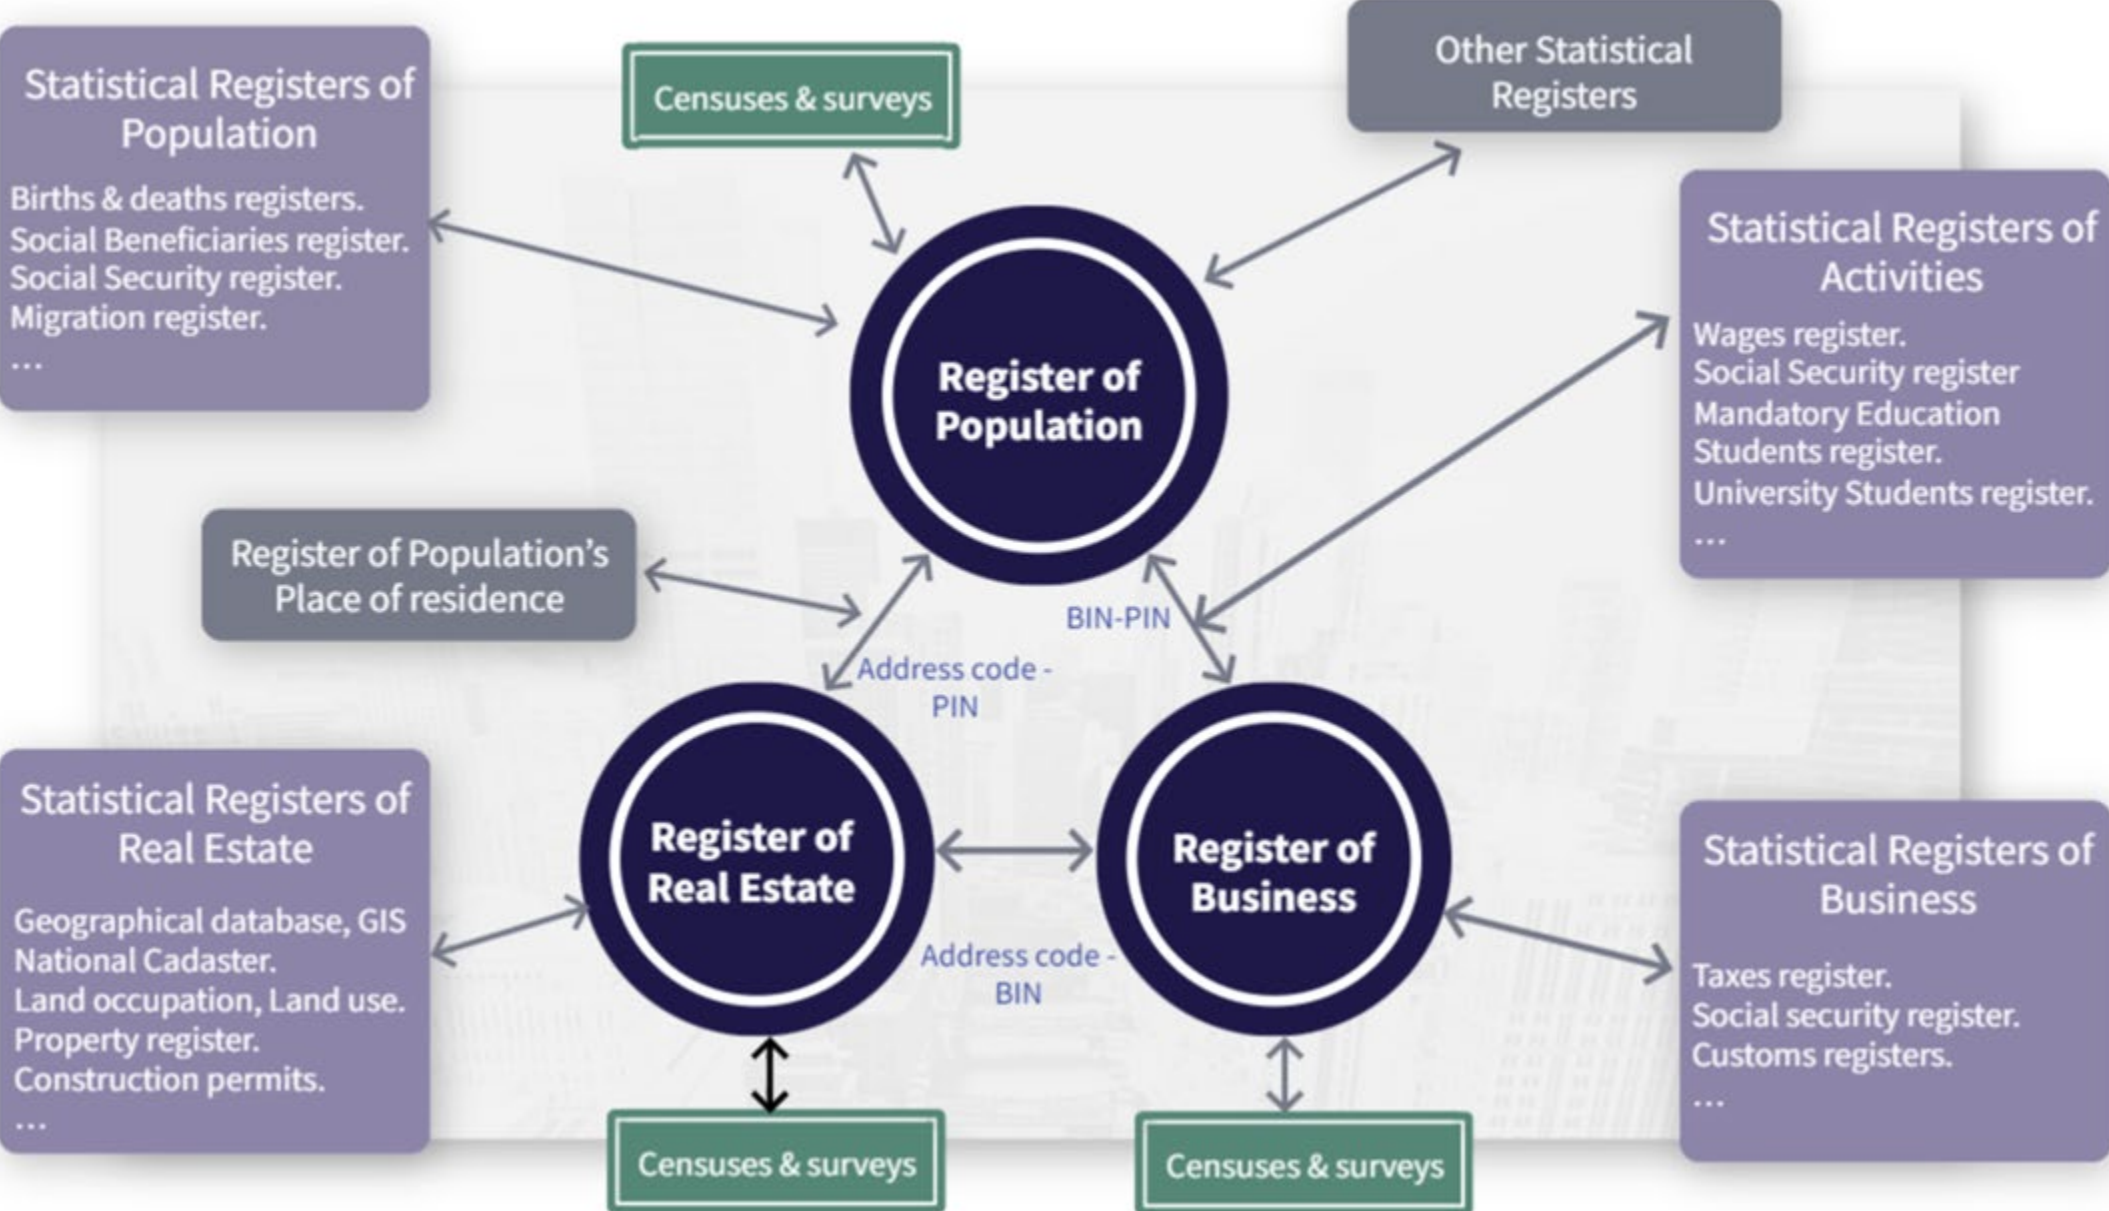 Statistical Registers of
Population
Births & deaths registers.
Social Beneficiaries register.
Social Security register.
Migration register.
...
Censuses & surveys
Other Statistical
Registers
Statistical Registers of
Activities
Wages register.
Social Security register
Mandatory Education
Students register.
University Students register.
...
Register of
Population
Register of Population’s
Place of residence
BIN-PIN
Address code -
PIN
Statistical Registers of
Real Estate
Geographical database, GIS
National Cadaster.
Land occupation, Land use.
Property register.
Construction permits.
...
Register of
Real Estate
Register of
Business
Address code -
BIN
Statistical Registers of
Business
Taxes register.
Social security register.
Customs registers.
...
Censuses & surveys
Censuses & surveys